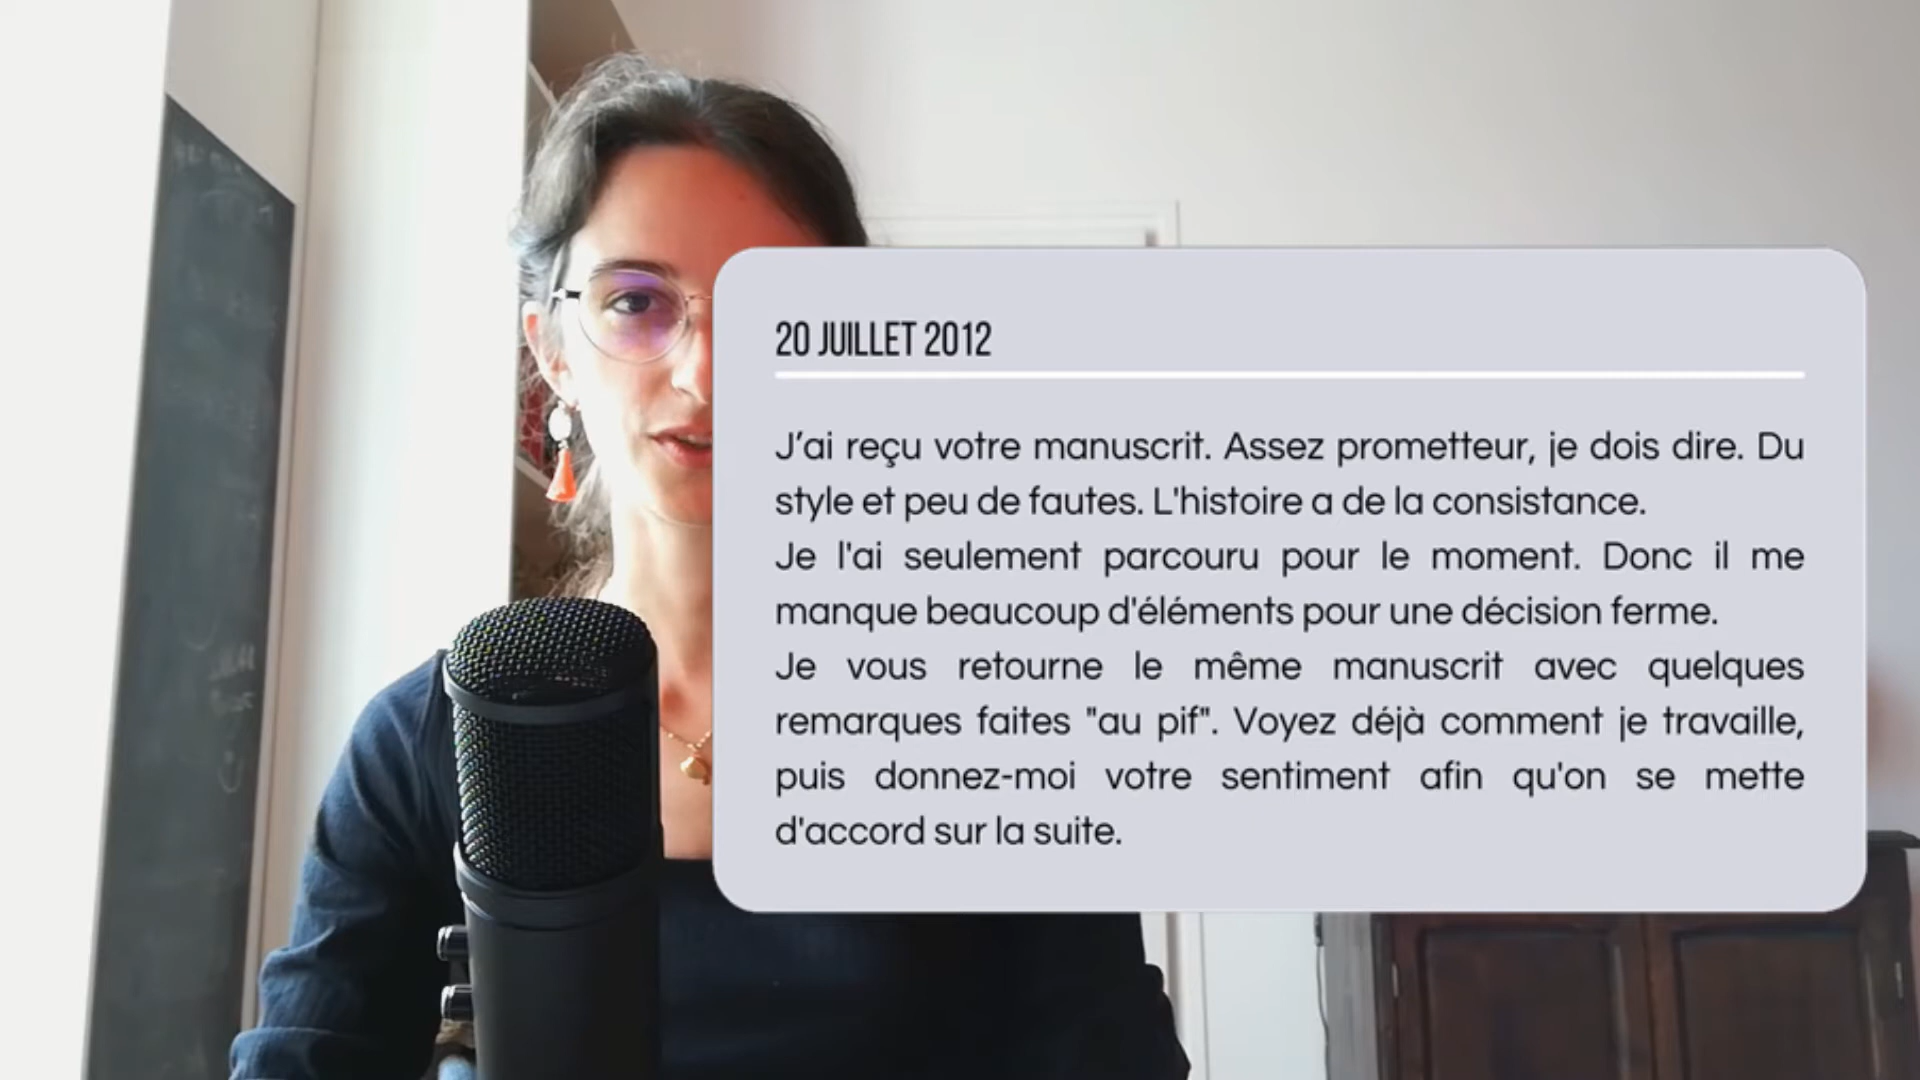 20 JUILLET 2012
J’ai reçu votre manuscrit. Assez prometteur, je dois dire. Du
style et peu de fautes. L'histoire a de la consistance.
Je l'ai seulement parcouru pour le moment. Donc il me
manque beaucoup d'éléments pour une décision ferme.
Je vous retourne le même manuscrit avec quelques
remarques faites "au pif". Voyez déjà comment je travaille,
puis donnez-moi votre sentiment afin qu'on se mette
d'accord sur la suite.